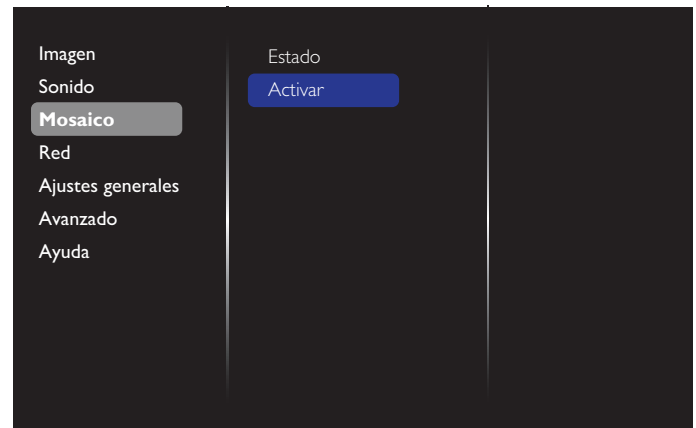 Imagen
Sonido
Mosaico
Red
Ajustes generales
Avanzado
Ayuda
Estado
Activar